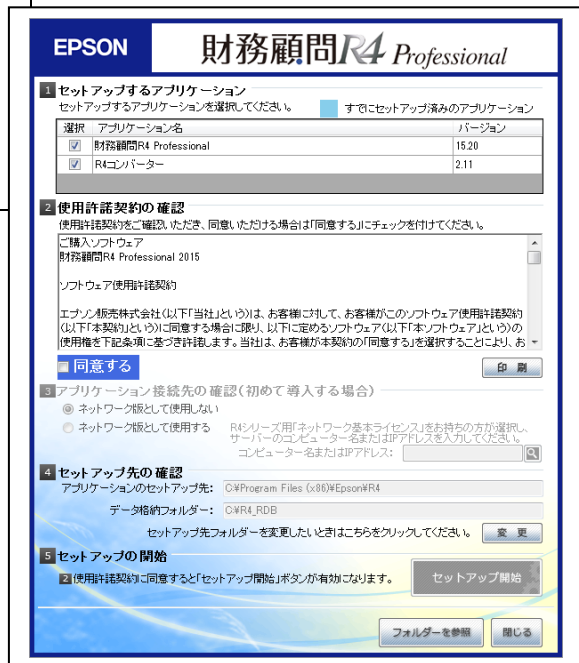 EPSON 財務顧問R4 Professional
1 セットアップするアプリケーション
セットアップするアプリケーションを選択してください。 すでにセットアップ済みのアプリケーション
選択 アプリケーション名 バージョン
財務顧問R4 Professional 15.20
R4コンバーター 2.11
2 使用許諾契約の確認
使用許諾契約をご確認いただき、同意いただける場合は「同意する」にチェックを付けてください。
ご購入ソフトウェア
財務顧問R4 Professional 2015
ソフトウェア使用許諾契約
エプソン販売株式会社(以下「当社」という)は、お客様に対して、お客様がこのソフトウェア使用許諾契約
(以下「本契約」という)に同意する場合に限り、以下に定めるソフトウェア(以下「本ソフトウェア」という)の
使用権を下記条項に基づき許諾します。当社は、お客様が本契約の「同意する」を選択することにより、お
同意する 印 刷
3 アプリケーション接続先の確認(初めて導入する場合)
ネットワーク版として使用しない
ネットワーク版として使用する R4シリーズ用「ネットワーク基本ライセンス」をお持ちの方が選択し、
サーバーのコンピューター名またはIPアドレスを入力してください。
コンピューター名またはIPアドレス:
4 セットアップ先の確認
アプリケーションのセットアップ先: C:¥Program Files (x86)¥Epson¥R4
データ格納フォルダー: C:¥R4_RDB
セットアップ先フォルダーを変更したいときはこちらをクリックしてください。 変 更
5 セットアップの開始
2 使用許諾契約に同意すると「セットアップ開始」ボタンが有効になります。 セットアップ開始
フォルダーを参照 閉じる